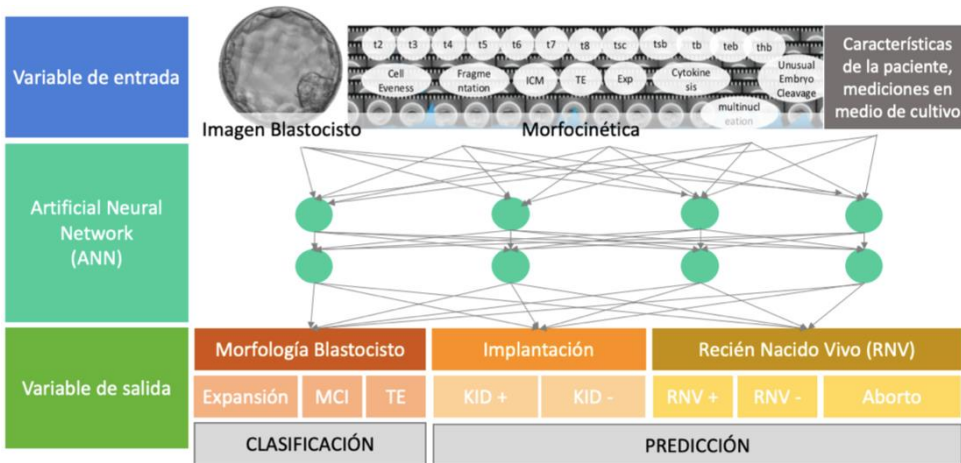 Variable de entrada
t2 t3 t4 t5 t6 t7 t8 tsc tsb tb teb thb
Cell
Eveness
Fragme
ntation
ICM
TE
Exp
Cytokine
sis
Unusual
Embryo
Cleavage
multinucl
eation
Características
de la paciente,
mediciones en
medio de cultivo
Imagen Blastocisto
Morfocinética
Artificial Neural
Network
(ANN)
Variable de salida
Morfología Blastocisto
Implantación
Recién Nacido Vivo (RNV)
Expansión
MCI
TE
KID +
KID -
RNV +
RNV -
Aborto
CLASIFICACIÓN
PREDICCIÓN